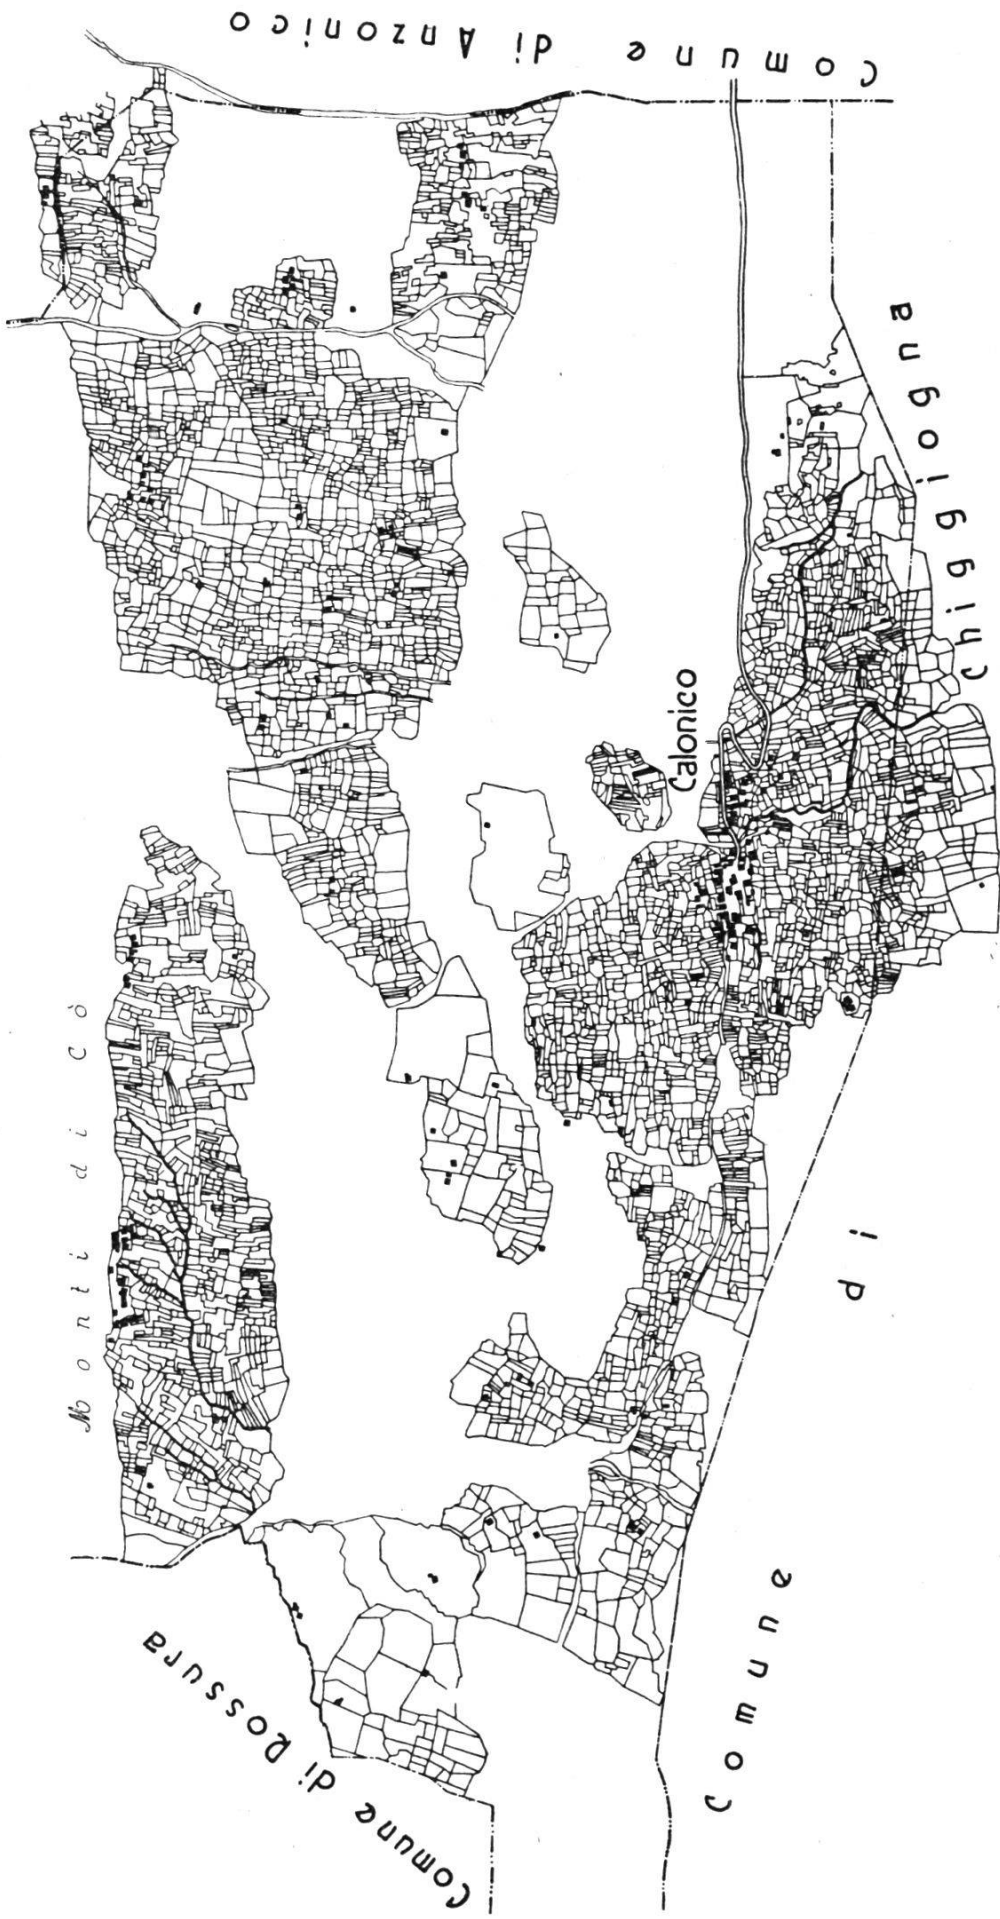 Comune di Anzonico
Monti di Cò
Calonico
Comune di Rossura
Comune di Chiggiogna